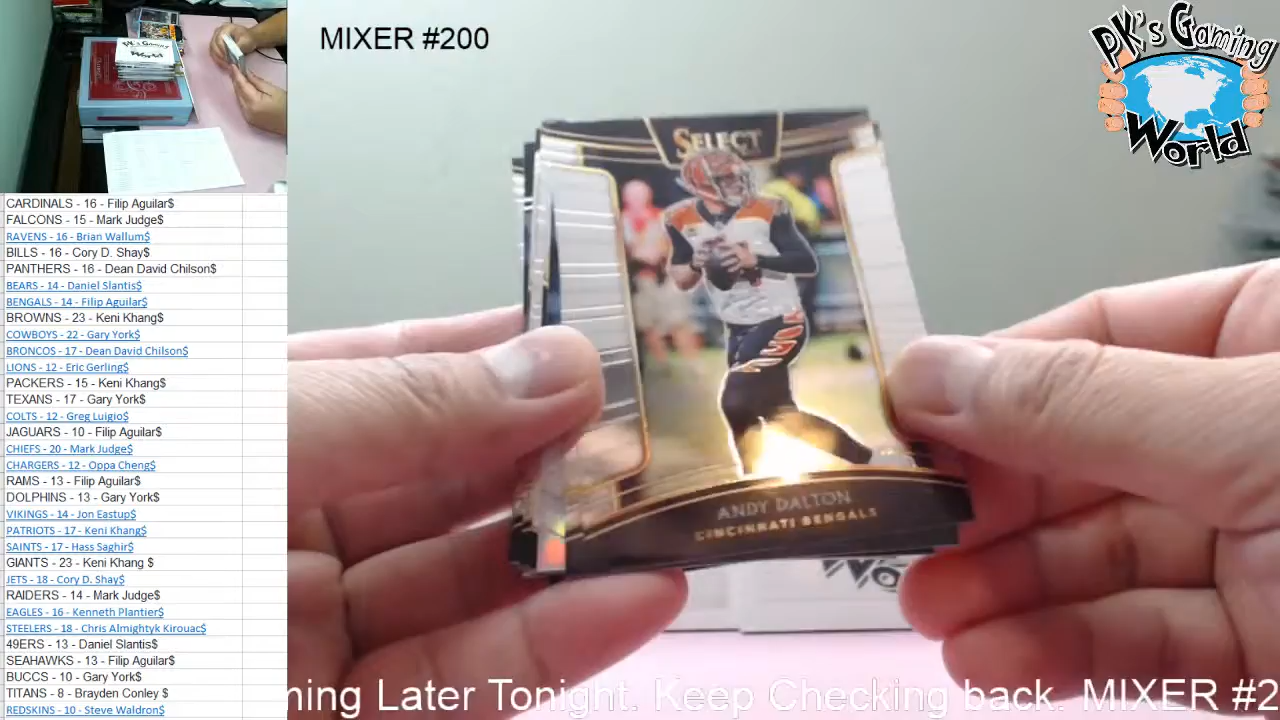 MIXER #200
PK's Gaming
World
CARDINALS - 16 - Filip Aguilar$
FALCONS - 15 - Mark Judge$
RAVENS - 16 - Brian Wallum$
BILLS - 16 - Cory D. Shay$
PANTHERS - 16 - Dean David Chilson$
BEARS - 14 - Daniel Slantis$
BENGALS - 14 - Filip Aguilar$
BROWNS - 23 - Keni Khang$
COWBOYS - 22 - Gary York$
BRONCOS - 17 - Dean David Chilson$
LIONS - 12 - Eric Gerling$
PACKERS - 15 - Keni Khang$
TEXANS - 17 - Gary York$
COLTS - 12 - Greg Luigio$
JAGUARS - 10 - Filip Aguilar$
CHIEFS - 20 - Mark Judge$
CHARGERS - 12 - Oppa Cheng$
RAMS - 13 - Filip Aguilar$
DOLPHINS - 13 - Gary York$
VIKINGS - 14 - Jon Eastup$
PATRIOTS - 17 - Keni Khang$
SAINTS - 17 - Hass Saghir$
GIANTS - 23 - Keni Khang $
JETS - 18 - Cory D. Shay$
RAIDERS - 14 - Mark Judge$
EAGLES - 16 - Kenneth Plantier$
STEELERS - 18 - Chris Almightyk Kirouac$
49ERS - 13 - Daniel Slantis$
SEAHAWKS - 13 - Filip Aguilar$
BUCCS - 10 - Gary York$
TITANS - 8 - Brayden Conley $
REDSKINS - 10 - Steve Waldron$
SELECT
ANDY DALTON
CINCINNATI BENGALS
ming Later Tonight. Keep Checking back. MIXER #2